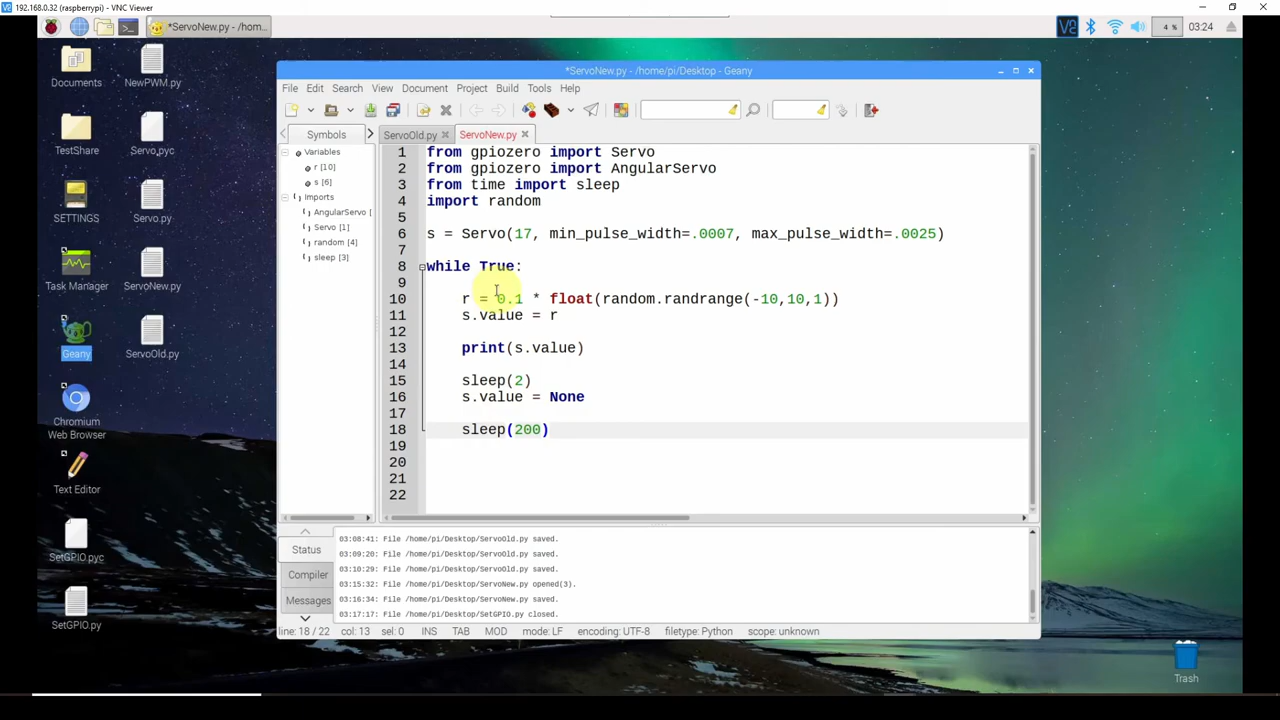 192.168.0.32 (raspberrypi) - VNC Viewer
*ServoNew.py - /hom...
4 %
03:24
Documents
NewPWM.py
TestShare
Servo.pyc
SETTINGS
Servo.py
Task Manager
ServoNew.py
Geany
ServoOld.py
Chromium
Web Browser
Text Editor
SetGPIO.pyc
SetGPIO.py
Trash
*ServoNew.py - /home/pi/Desktop - Geany
File Edit Search View Document Project Build Tools Help
Symbols
ServoOld.py
ServoNew.py
Variables
r [10]
s [6]
Imports
AngularServo [
Servo [1]
random [4]
sleep [3]
1 from gpiozero import Servo
2 from gpiozero import AngularServo
3 from time import sleep
4 import random
5
6 s = Servo(17, min_pulse_width=.0007, max_pulse_width=.0025)
7
8 while True:
9
10 r = 0.1 * float(random.randrange(-10,10,1))
11 s.value = r
12
13 print(s.value)
14
15 sleep(2)
16 s.value = None
17
18 sleep(200)
19
20
21
22
Status
Compiler
Messages
03:08:41: File /home/pi/Desktop/ServoOld.py saved.
03:09:20: File /home/pi/Desktop/ServoOld.py saved.
03:10:29: File /home/pi/Desktop/ServoOld.py saved.
03:15:32: File /home/pi/Desktop/ServoNew.py opened(3).
03:16:34: File /home/pi/Desktop/ServoNew.py saved.
03:17:17: File /home/pi/Desktop/SetGPIO.py closed.
line: 18 / 22 col: 13 sel: 0 INS TAB MOD mode: LF encoding: UTF-8 filetype: Python scope: unknown